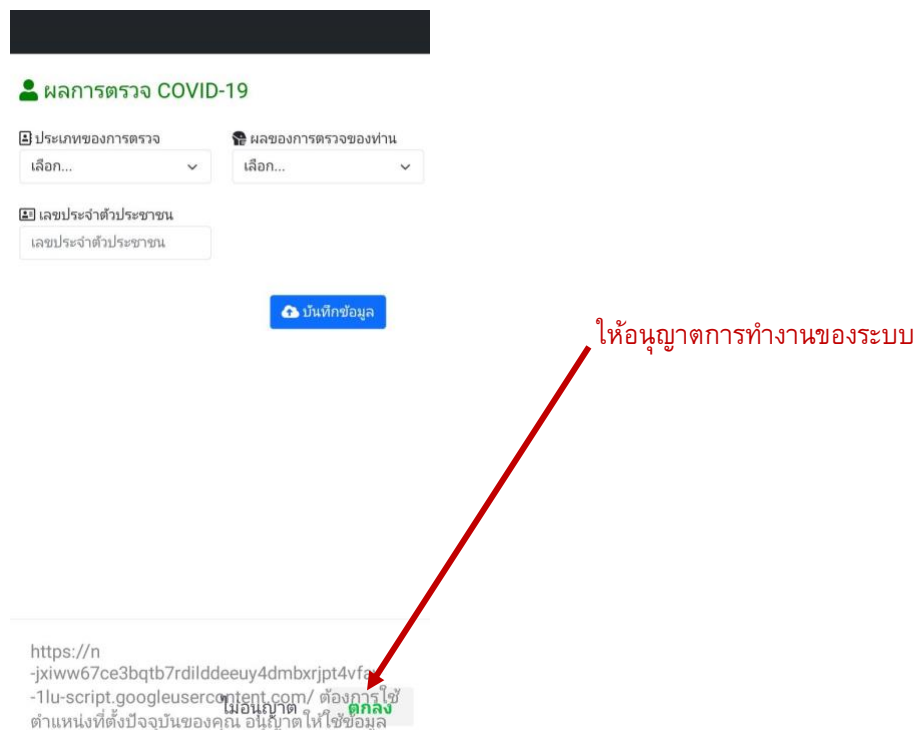 ผลการตรวจ COVID-19
ประเภทของการตรวจ
ผลของการตรวจของท่าน
เลือก...
เลือก...
เลขประจำตัวประชาชน
เลขประจำตัวประชาชน
บันทึกข้อมูล
ให้อนุญาตการทำงานของระบบ
https://n
-jxiww67ce3bqtb7rdilddeeuy4dmbxrjpt4vfa
-1lu-script.googleusercontent.com/ ต้องการใช้
ไม่อนุญาต
ตกลง
ตำแหน่งที่ตั้งปัจจุบันของคุณ อนุญาตให้ใช้ข้อมูล